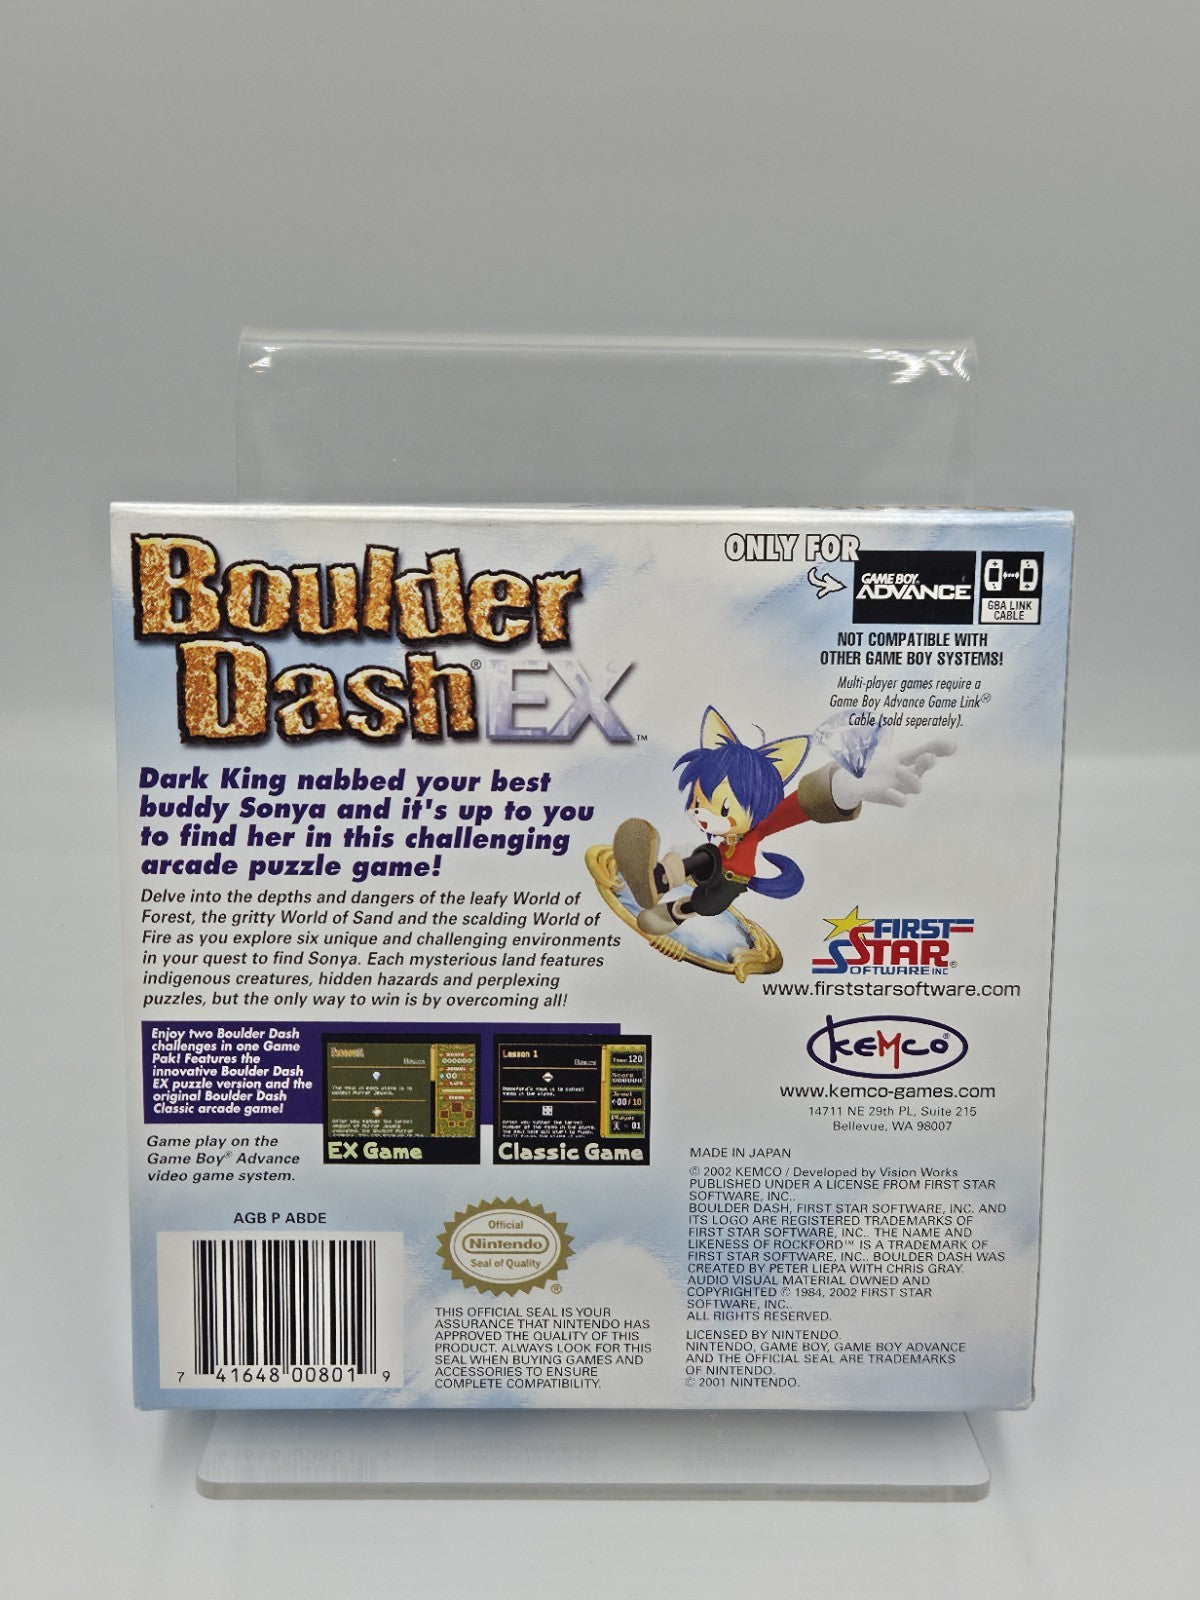 Boulder
Dash® EX™
ONLY FOR
GAME BOY
ADVANCE
GBA LINK
CABLE
NOT COMPATIBLE WITH
OTHER GAME BOY SYSTEMS!
Multi-player games require a
Game Boy Advance Game Link®
Cable (sold seperately).
Dark King nabbed your best
buddy Sonya and it's up to you
to find her in this challenging
arcade puzzle game!
Delve into the depths and dangers of the leafy World of
Forest, the gritty World of Sand and the scalding World of
Fire as you explore six unique and challenging environments
in your quest to find Sonya. Each mysterious land features
indigenous creatures, hidden hazards and perplexing
puzzles, but the only way to win is by overcoming all!
FIRST
STAR
SOFTWARE INC®
www.firststarsoftware.com
Enjoy two Boulder Dash
challenges in one Game
Pak! Features the
innovative Boulder Dash
EX puzzle version and the
original Boulder Dash
Classic arcade game!
Game play on the
Game Boy® Advance
video game system.
Basics
EX Game
Lesson 1
Basics
Time 120
Score
000000
Jewel
00/10
Player
01
Classic Game
KEMCO®
www.kemco-games.com
14711 NE 29th PL, Suite 215
Bellevue, WA 98007
MADE IN JAPAN
© 2002 KEMCO / Developed by Vision Works
PUBLISHED UNDER A LICENSE FROM FIRST STAR
SOFTWARE, INC..
BOULDER DASH, FIRST STAR SOFTWARE, INC. AND
ITS LOGO ARE REGISTERED TRADEMARKS OF
FIRST STAR SOFTWARE, INC.. THE NAME AND
LIKENESS OF ROCKFORD™ IS A TRADEMARK OF
FIRST STAR SOFTWARE, INC.. BOULDER DASH WAS
CREATED BY PETER LIEPA WITH CHRIS GRAY.
AUDIO VISUAL MATERIAL OWNED AND
COPYRIGHTED © 1984, 2002 FIRST STAR
SOFTWARE, INC..
ALL RIGHTS RESERVED.
LICENSED BY NINTENDO.
NINTENDO, GAME BOY, GAME BOY ADVANCE
AND THE OFFICIAL SEAL ARE TRADEMARKS
OF NINTENDO.
© 2001 NINTENDO.
AGB P ABDE
7 41648 00801 9
Official
Nintendo
Seal of Quality
®
THIS OFFICIAL SEAL IS YOUR
ASSURANCE THAT NINTENDO HAS
APPROVED THE QUALITY OF THIS
PRODUCT. ALWAYS LOOK FOR THIS
SEAL WHEN BUYING GAMES AND
ACCESSORIES TO ENSURE
COMPLETE COMPATIBILITY.